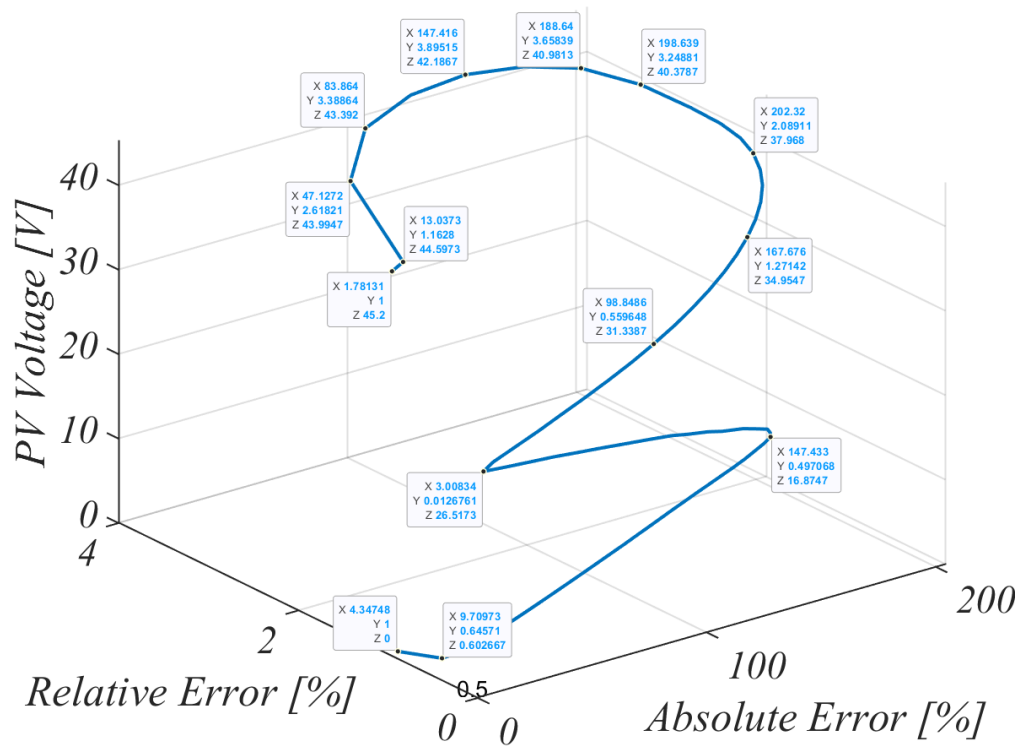 X 188.64
Y 3.65839
Z 40.9813
X 147.416
Y 3.89515
Z 42.1867
X 198.639
Y 3.24881
Z 40.3787
X 83.864
Y 3.38864
Z 43.392
X 202.32
Y 2.08911
Z 37.968
X 47.1272
Y 2.61821
Z 43.9947
X 13.0373
Y 1.1628
Z 44.5973
X 167.676
Y 1.27142
Z 34.9547
X 1.78131
Y 1
Z 45.2
X 98.8486
Y 0.559648
Z 31.3387
X 147.433
Y 0.497068
Z 16.8747
X 3.00834
Y 0.0126761
Z 26.5173
X 4.34748
Y 1
Z 0
X 9.70973
Y 0.64571
Z 0.602667
PV Voltage [V]
40
30
20
10
0
4
2
0
Relative Error [%]
0.5
0
100
200
Absolute Error [%]